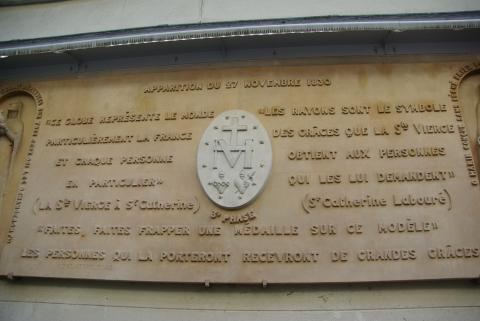 APPARITION DU 27 NOVEMBRE 1830
"CE GLOBE REPRÉSENTE LE MONDE
PARTICULIÈREMENT LA FRANCE
ET CHAQUE PERSONNE
EN PARTICULIER"
(LA Ste VIERGE À Ste CATHERINE)
"LES RAYONS SONT LE SYMBOLE
DES GRÂCES QUE LA Ste VIERGE
OBTIENT AUX PERSONNES
QUI LES LUI DEMANDENT"
(Ste CATHERINE LABOURÉ)
M
3e PHASE
"FAITES, FAITES FRAPPER UNE MÉDAILLE SUR CE MODÈLE"
LES PERSONNES QUI LA PORTERONT RECEVRONT DE GRANDES GRÂCES